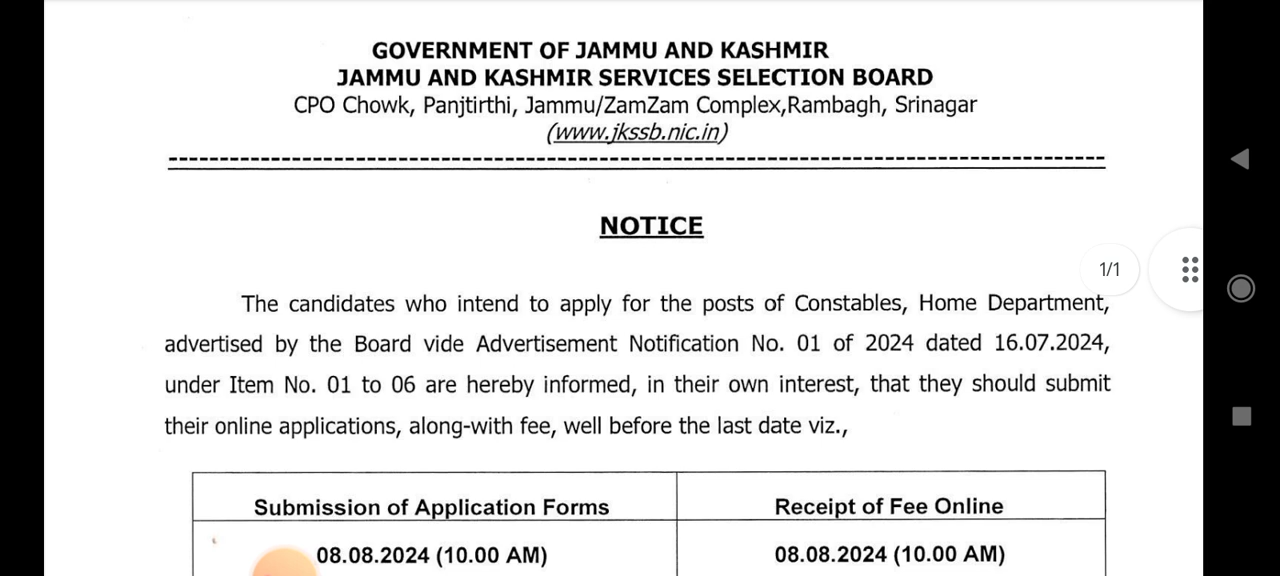 GOVERNMENT OF JAMMU AND KASHMIR
JAMMU AND KASHMIR SERVICES SELECTION BOARD
CPO Chowk, Panjtirthi, Jammu/ZamZam Complex,Rambagh, Srinagar
(www.jkssb.nic.in)
NOTICE
1/1
The candidates who intend to apply for the posts of Constables, Home Department,
advertised by the Board vide Advertisement Notification No. 01 of 2024 dated 16.07.2024,
under Item No. 01 to 06 are hereby informed, in their own interest, that they should submit
their online applications, along-with fee, well before the last date viz.,
Submission of Application Forms Receipt of Fee Online
08.08.2024 (10.00 AM) 08.08.2024 (10.00 AM)